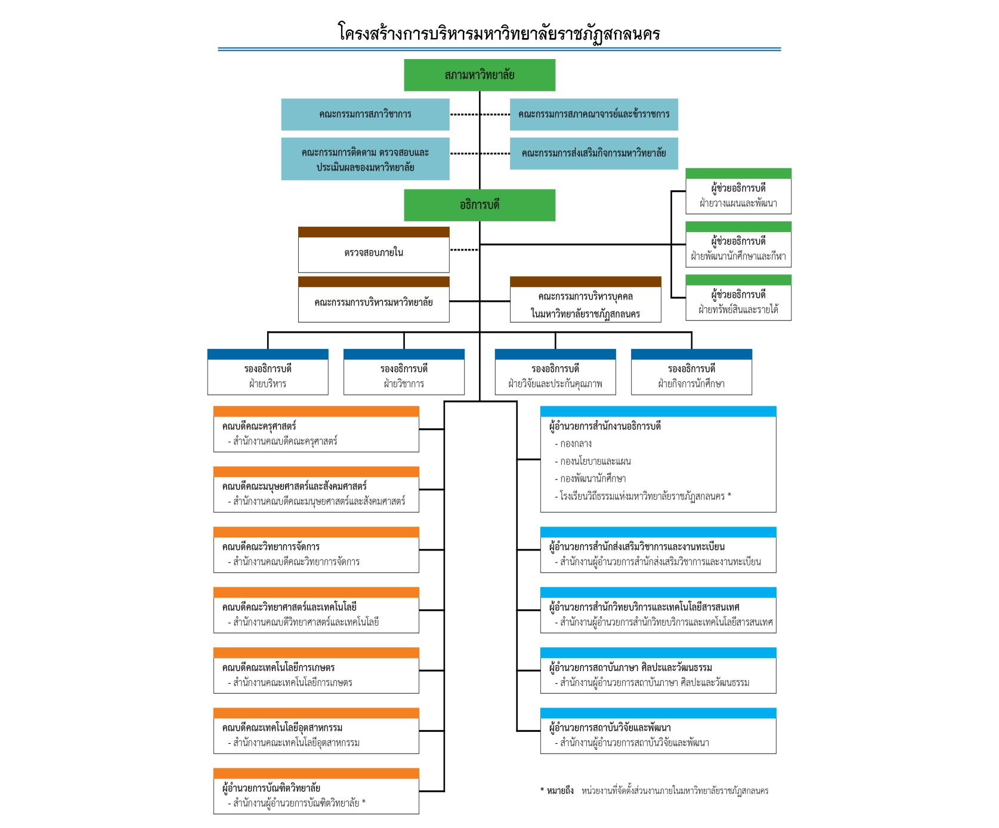 โครงสร้างการบริหารมหาวิทยาลัยราชภัฏสกลนคร
สภามหาวิทยาลัย
คณะกรรมการสภาวิชาการ
คณะกรรมการสภาคณาจารย์และข้าราชการ
คณะกรรมการติดตาม ตรวจสอบและ
ประเมินผลของมหาวิทยาลัย
คณะกรรมการส่งเสริมกิจการมหาวิทยาลัย
อธิการบดี
ผู้ช่วยอธิการบดี
ฝ่ายวางแผนและพัฒนา
ผู้ช่วยอธิการบดี
ฝ่ายพัฒนานักศึกษาและกีฬา
ผู้ช่วยอธิการบดี
ฝ่ายทรัพย์สินและรายได้
ตรวจสอบภายใน
คณะกรรมการบริหารมหาวิทยาลัย
คณะกรรมการบริหารบุคคล
ในมหาวิทยาลัยราชภัฏสกลนคร
รองอธิการบดี
ฝ่ายบริหาร
รองอธิการบดี
ฝ่ายวิชาการ
รองอธิการบดี
ฝ่ายวิจัยและประกันคุณภาพ
รองอธิการบดี
ฝ่ายกิจการนักศึกษา
คณบดีคณะครุศาสตร์
- สำนักงานคณบดีคณะครุศาสตร์
คณบดีคณะมนุษยศาสตร์และสังคมศาสตร์
- สำนักงานคณบดีคณะมนุษยศาสตร์และสังคมศาสตร์
คณบดีคณะวิทยาการจัดการ
- สำนักงานคณบดีคณะวิทยาการจัดการ
คณบดีคณะวิทยาศาสตร์และเทคโนโลยี
- สำนักงานคณบดีวิทยาศาสตร์และเทคโนโลยี
คณบดีคณะเทคโนโลยีการเกษตร
- สำนักงานคณะเทคโนโลยีการเกษตร
คณบดีคณะเทคโนโลยีอุตสาหกรรม
- สำนักงานคณะเทคโนโลยีอุตสาหกรรม
ผู้อำนวยการบัณฑิตวิทยาลัย
- สำนักงานผู้อำนวยการบัณฑิตวิทยาลัย *
ผู้อำนวยการสำนักงานอธิการบดี
- กองกลาง
- กองนโยบายและแผน
- กองพัฒนานักศึกษา
- โรงเรียนวิถีธรรมแห่งมหาวิทยาลัยราชภัฏสกลนคร *
ผู้อำนวยการสำนักส่งเสริมวิชาการและงานทะเบียน
- สำนักงานผู้อำนวยการสำนักส่งเสริมวิชาการและงานทะเบียน
ผู้อำนวยการสำนักวิทยบริการและเทคโนโลยีสารสนเทศ
- สำนักงานผู้อำนวยการสำนักวิทยบริการและเทคโนโลยีสารสนเทศ
ผู้อำนวยการสถาบันภาษา ศิลปะและวัฒนธรรม
- สำนักงานผู้อำนวยการสถาบันภาษา ศิลปะและวัฒนธรรม
ผู้อำนวยการสถาบันวิจัยและพัฒนา
- สำนักงานผู้อำนวยการสถาบันวิจัยและพัฒนา
* หมายถึง หน่วยงานที่จัดตั้งส่วนงานภายในมหาวิทยาลัยราชภัฏสกลนคร